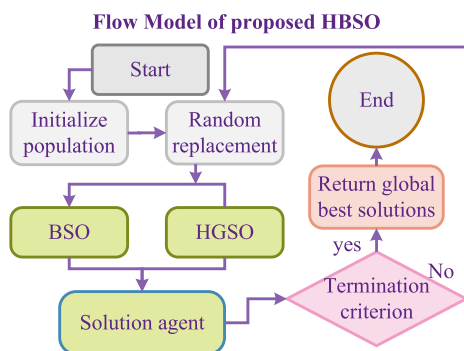 Flow Model of proposed HBSO
Start
Initialize
population
Random
replacement
BSO
HGSO
Solution agent
Termination
criterion
yes
No
Return global
best solutions
End